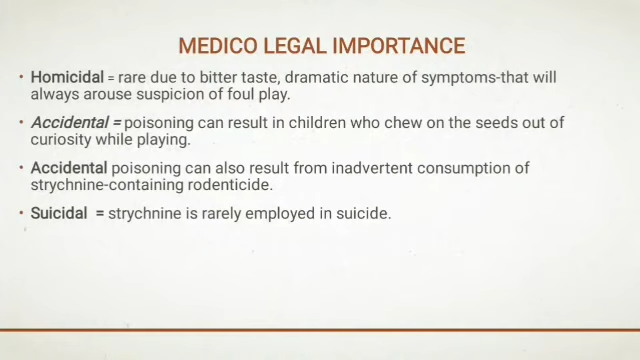 MEDICO LEGAL IMPORTANCE
• Homicidal = rare due to bitter taste, dramatic nature of symptoms-that will
always arouse suspicion of foul play.
• Accidental = poisoning can result in children who chew on the seeds out of
curiosity while playing.
• Accidental poisoning can also result from inadvertent consumption of
strychnine-containing rodenticide.
• Suicidal = strychnine is rarely employed in suicide.